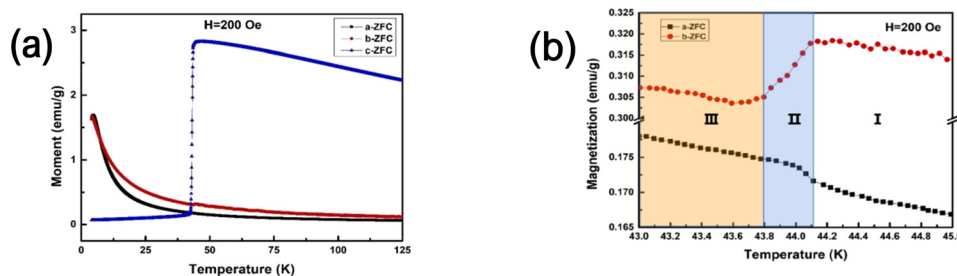 (a)
H=200 Oe
a-ZFC
b-ZFC
c-ZFC
Moment (emu/g)
3
2
1
0
0 25 50 75 100 125
Temperature (K)
(b)
H=200 Oe
a-ZFC
b-ZFC
Magnetization (emu/g)
0.325
0.320
0.315
0.310
0.305
0.300
0.175
0.170
0.165
III II I
43.0 43.2 43.4 43.6 43.8 44.0 44.2 44.4 44.6 44.8 45.0
Temperature (K)